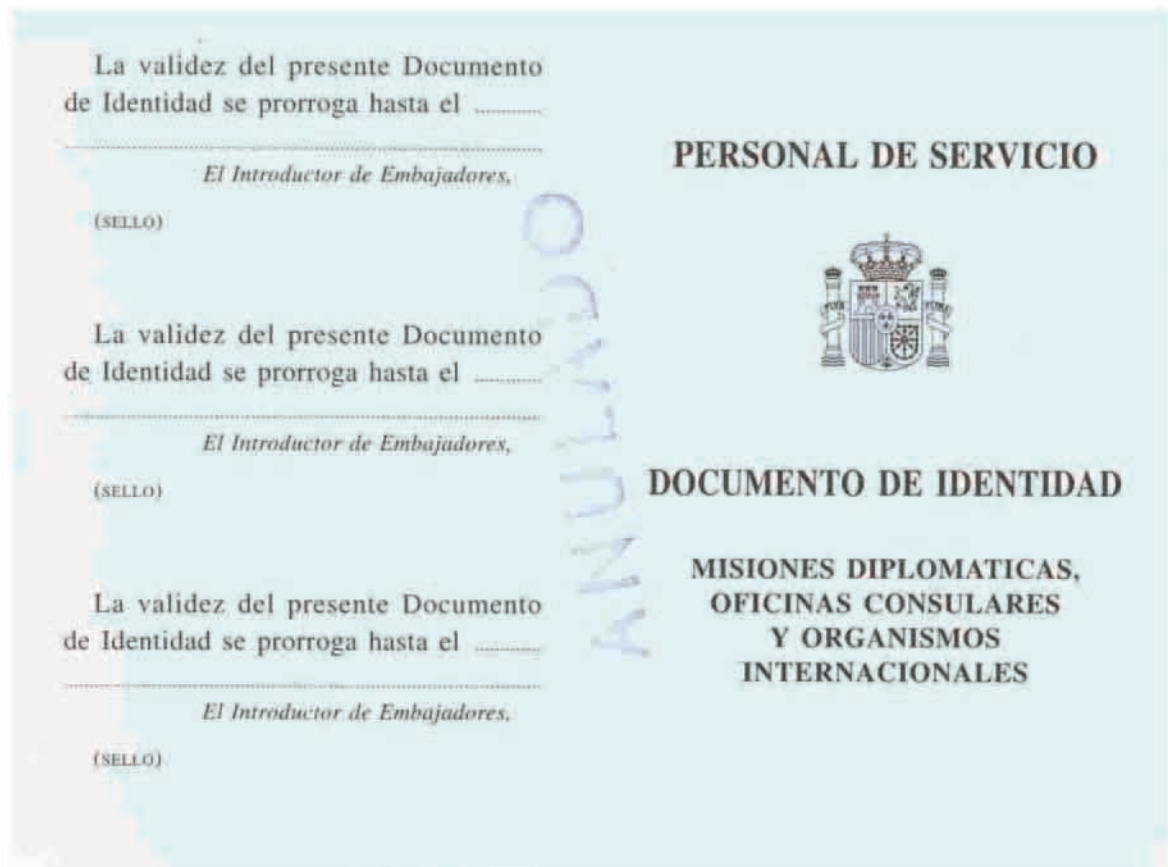 La validez del presente Documento
de Identidad se prorroga hasta el ..........
El Introductor de Embajadores,
(SELLO)
La validez del presente Documento
de Identidad se prorroga hasta el ..........
El Introductor de Embajadores,
(SELLO)
La validez del presente Documento
de Identidad se prorroga hasta el ..........
El Introductor de Embajadores,
(SELLO)
ANULADO
PERSONAL DE SERVICIO
DOCUMENTO DE IDENTIDAD
MISIONES DIPLOMATICAS,
OFICINAS CONSULARES
Y ORGANISMOS
INTERNACIONALES